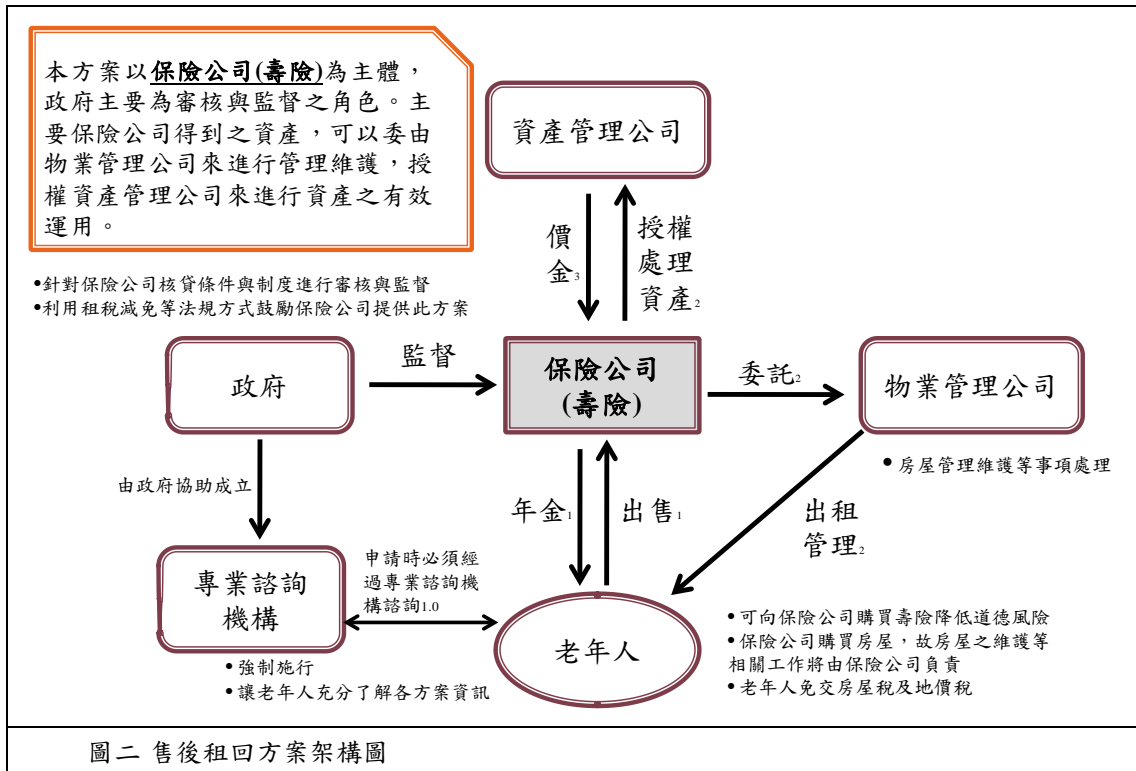 本方案以保險公司(壽險)為主體，
政府主要為審核與監督之角色。主
要保險公司得到之資產，可以委由
物業管理公司來進行管理維護，授
權資產管理公司來進行資產之有效
運用。
資產管理公司
價
金3
授權
處理
資產2
•針對保險公司核貸條件與制度進行審核與監督
•利用租稅減免等法規方式鼓勵保險公司提供此方案
政府
監督
保險公司
(壽險)
委託2
物業管理公司
•房屋管理維護等事項處理
由政府協助成立
年金1
出售1
出租
管理2
專業諮詢
機構
申請時必須經
過專業諮詢機
構諮詢1.0
老年人
•強制施行
•讓老年人充分了解各方案資訊
•可向保險公司購買壽險降低道德風險
•保險公司購買房屋，故房屋之維護等
相關工作將由保險公司負責
•老年人免交房屋稅及地價稅
圖二 售後租回方案架構圖